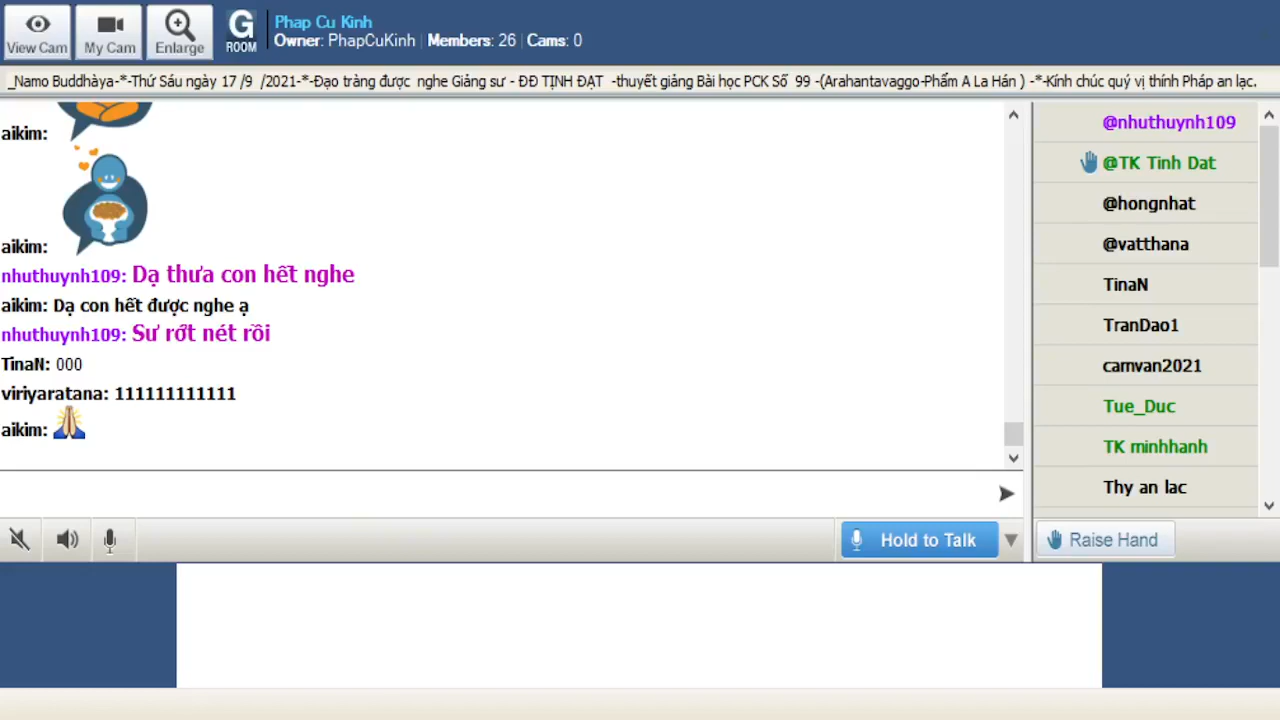 View Cam
My Cam
Enlarge
G
ROOM
Phap Cu Kinh
Owner: PhapCuKinh | Members: 26 | Cams: 0
_Namo Buddhàya-*-Thứ Sáu ngày 17 /9 /2021-*-Đạo tràng được nghe Giảng sư - ĐĐ TỊNH ĐẠT -thuyết giảng Bài học PCK Số 99 -(Arahantavaggo-Phẩm A La Hán ) -*-Kính chúc quý vị thính Pháp an lạc.
aikim:
aikim:
nhuthuynh109: Dạ thưa con hết nghe
aikim: Dạ con hết được nghe ạ
nhuthuynh109: Sư rớt nét rồi
TinaN: 000
viriyaratana: 111111111111
aikim:
@nhuthuynh109
@TK Tinh Dat
@hongnhat
@vatthana
TinaN
TranDao1
camvan2021
Tue_Duc
TK minhhanh
Thy an lac
Hold to Talk
Raise Hand